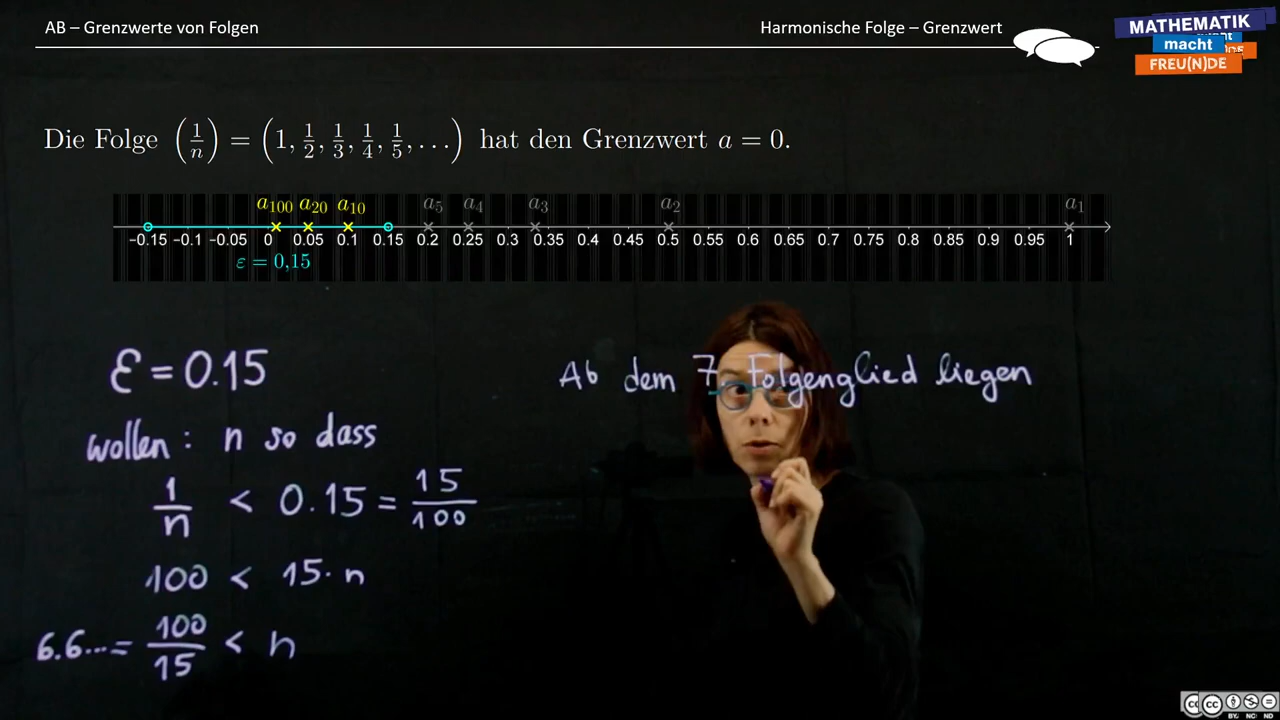 AB – Grenzwerte von Folgen
Harmonische Folge – Grenzwert
MATHEMATIK
macht
FREU(N)DE
Die Folge (1/n) = (1, 1/2, 1/3, 1/4, 1/5, ...) hat den Grenzwert a = 0.
a₁₀₀ a₂₀ a₁₀ a₅ a₄ a₃ a₂ a₁
−0.15 −0.1 −0.05 0 0.05 0.1 0.15 0.2 0.25 0.3 0.35 0.4 0.45 0.5 0.55 0.6 0.65 0.7 0.75 0.8 0.85 0.9 0.95 1
ε = 0,15
ε = 0.15
wollen: n so dass
1/n < 0.15 = 15/100
100 < 15·n
6.6... = 100/15 < n
Ab dem 7. Folgenglied liegen
cc BY NC ND